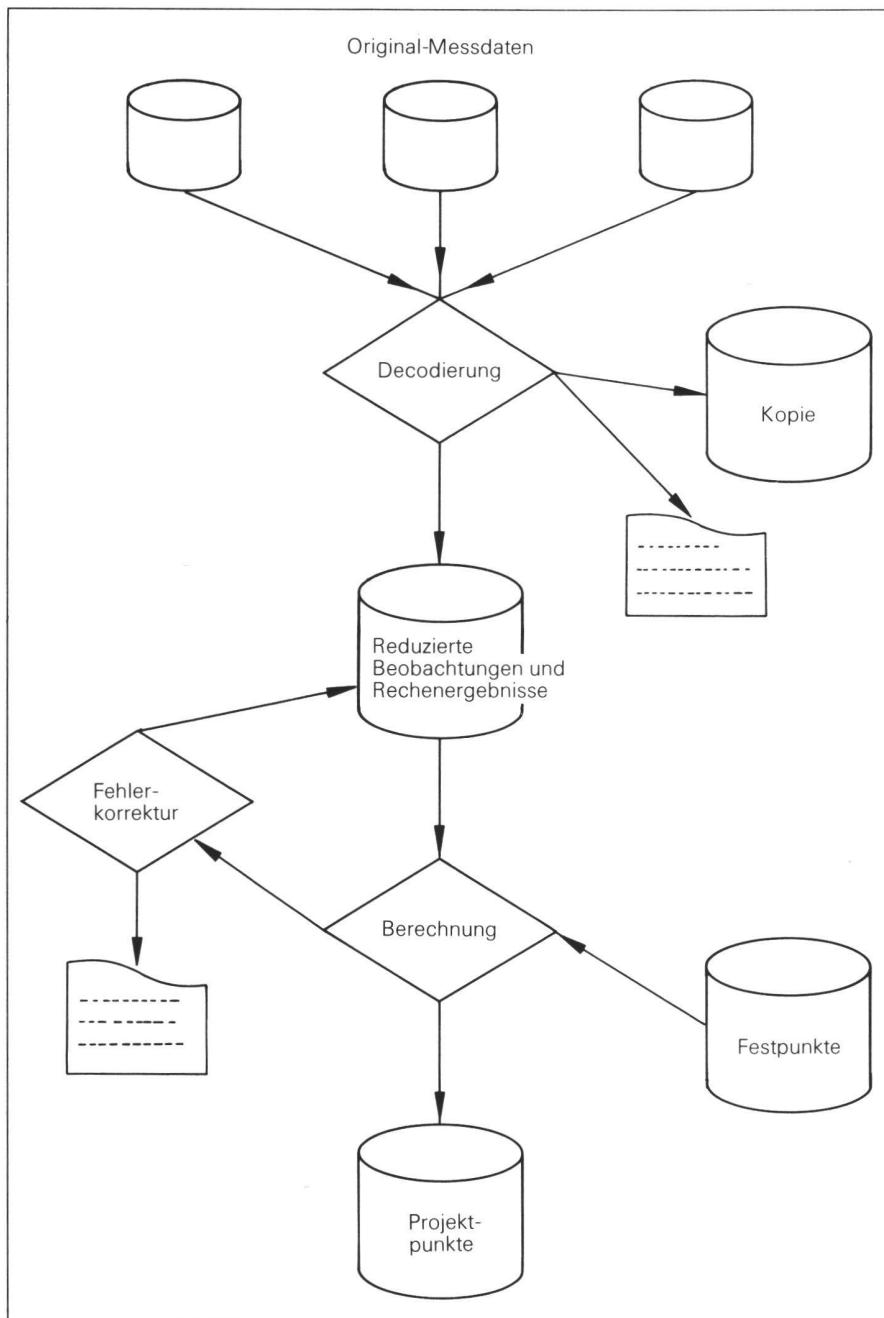 Original-Messdaten
Decodierung
Kopie
Reduzierte
Beobachtungen und
Rechenergebnisse
Fehler-
korrektur
Berechnung
Festpunkte
Projekt-
punkte